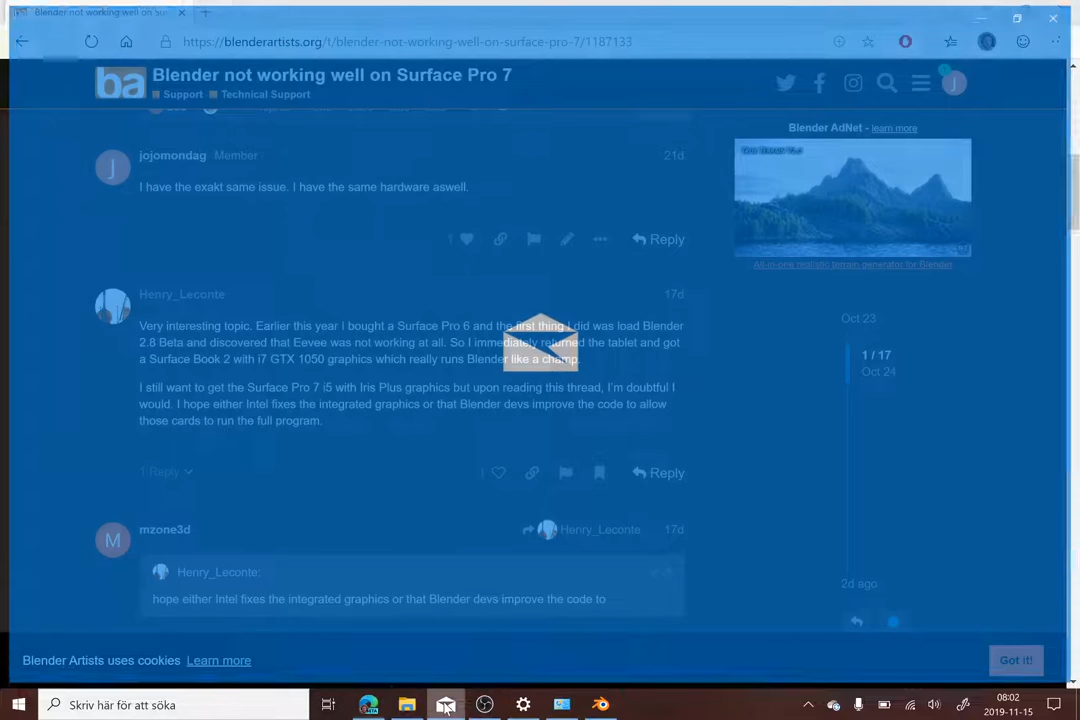 Blender not working well on Sur
https://blenderartists.org/t/blender-not-working-well-on-surface-pro-7/1187133
ba
Blender not working well on Surface Pro 7
Support Technical Support
J
Blender AdNet - learn more
J
jojomondag Member 21d
I have the exakt same issue. I have the same hardware aswell.
1 Reply
All-in-one realistic terrain generator for Blender
Henry_Leconte 17d
Very interesting topic. Earlier this year I bought a Surface Pro 6 and the first thing I did was load Blender
2.8 Beta and discovered that Eevee was not working at all. So I immediately returned the tablet and got
a Surface Book 2 with i7 GTX 1050 graphics which really runs Blender like a champ.
I still want to get the Surface Pro 7 i5 with Iris Plus graphics but upon reading this thread, I'm doubtful I
would. I hope either Intel fixes the integrated graphics or that Blender devs improve the code to allow
those cards to run the full program.
1 Reply 1 Reply
Oct 23
1 / 17
Oct 24
2d ago
M
mzone3d Henry_Leconte 17d
Henry_Leconte:
hope either Intel fixes the integrated graphics or that Blender devs improve the code to
Blender Artists uses cookies Learn more Got it!
Skriv här för att söka
08:02
2019-11-15